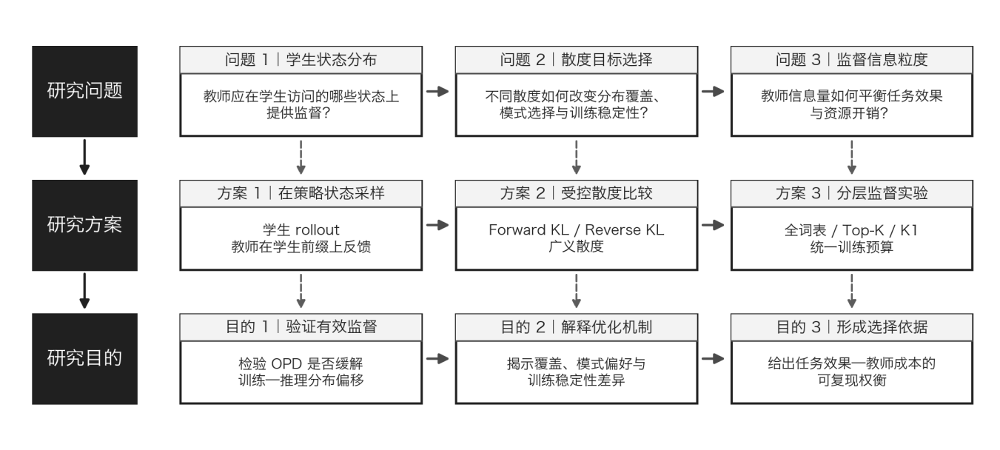 研究问题
问题 1｜学生状态分布
教师应在学生访问的哪些状态上
提供监督?
问题 2｜散度目标选择
不同散度如何改变分布覆盖、
模式选择与训练稳定性?
问题 3｜监督信息粒度
教师信息量如何平衡任务效果
与资源开销?
研究方案
方案 1｜在策略状态采样
学生 rollout
教师在学生前缀上反馈
方案 2｜受控散度比较
Forward KL / Reverse KL
广义散度
方案 3｜分层监督实验
全词表 / Top-K / K1
统一训练预算
研究目的
目的 1｜验证有效监督
检验 OPD 是否缓解
训练—推理分布偏移
目的 2｜解释优化机制
揭示覆盖、模式偏好与
训练稳定性差异
目的 3｜形成选择依据
给出任务效果—教师成本的
可复现权衡